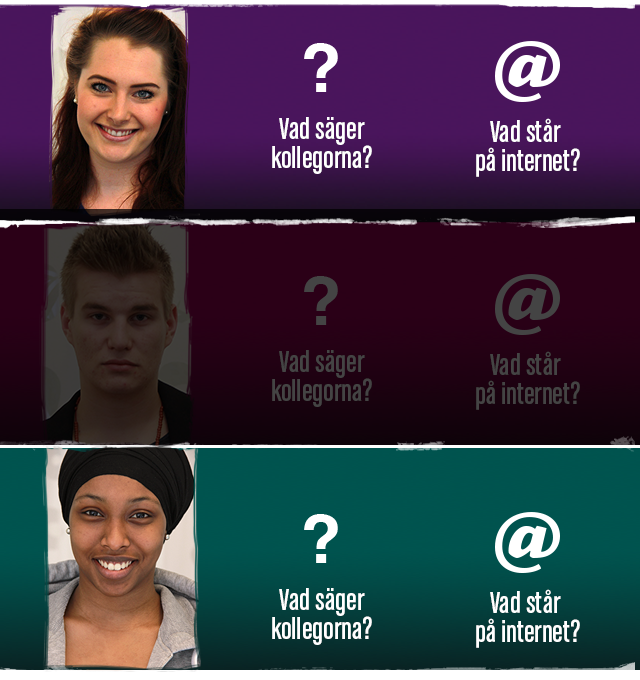 ?
@
Vad säger
kollegorna?
Vad står
på internet?
?
@
Vad säger
kollegorna?
Vad står
på internet?
?
@
Vad säger
kollegorna?
Vad står
på internet?